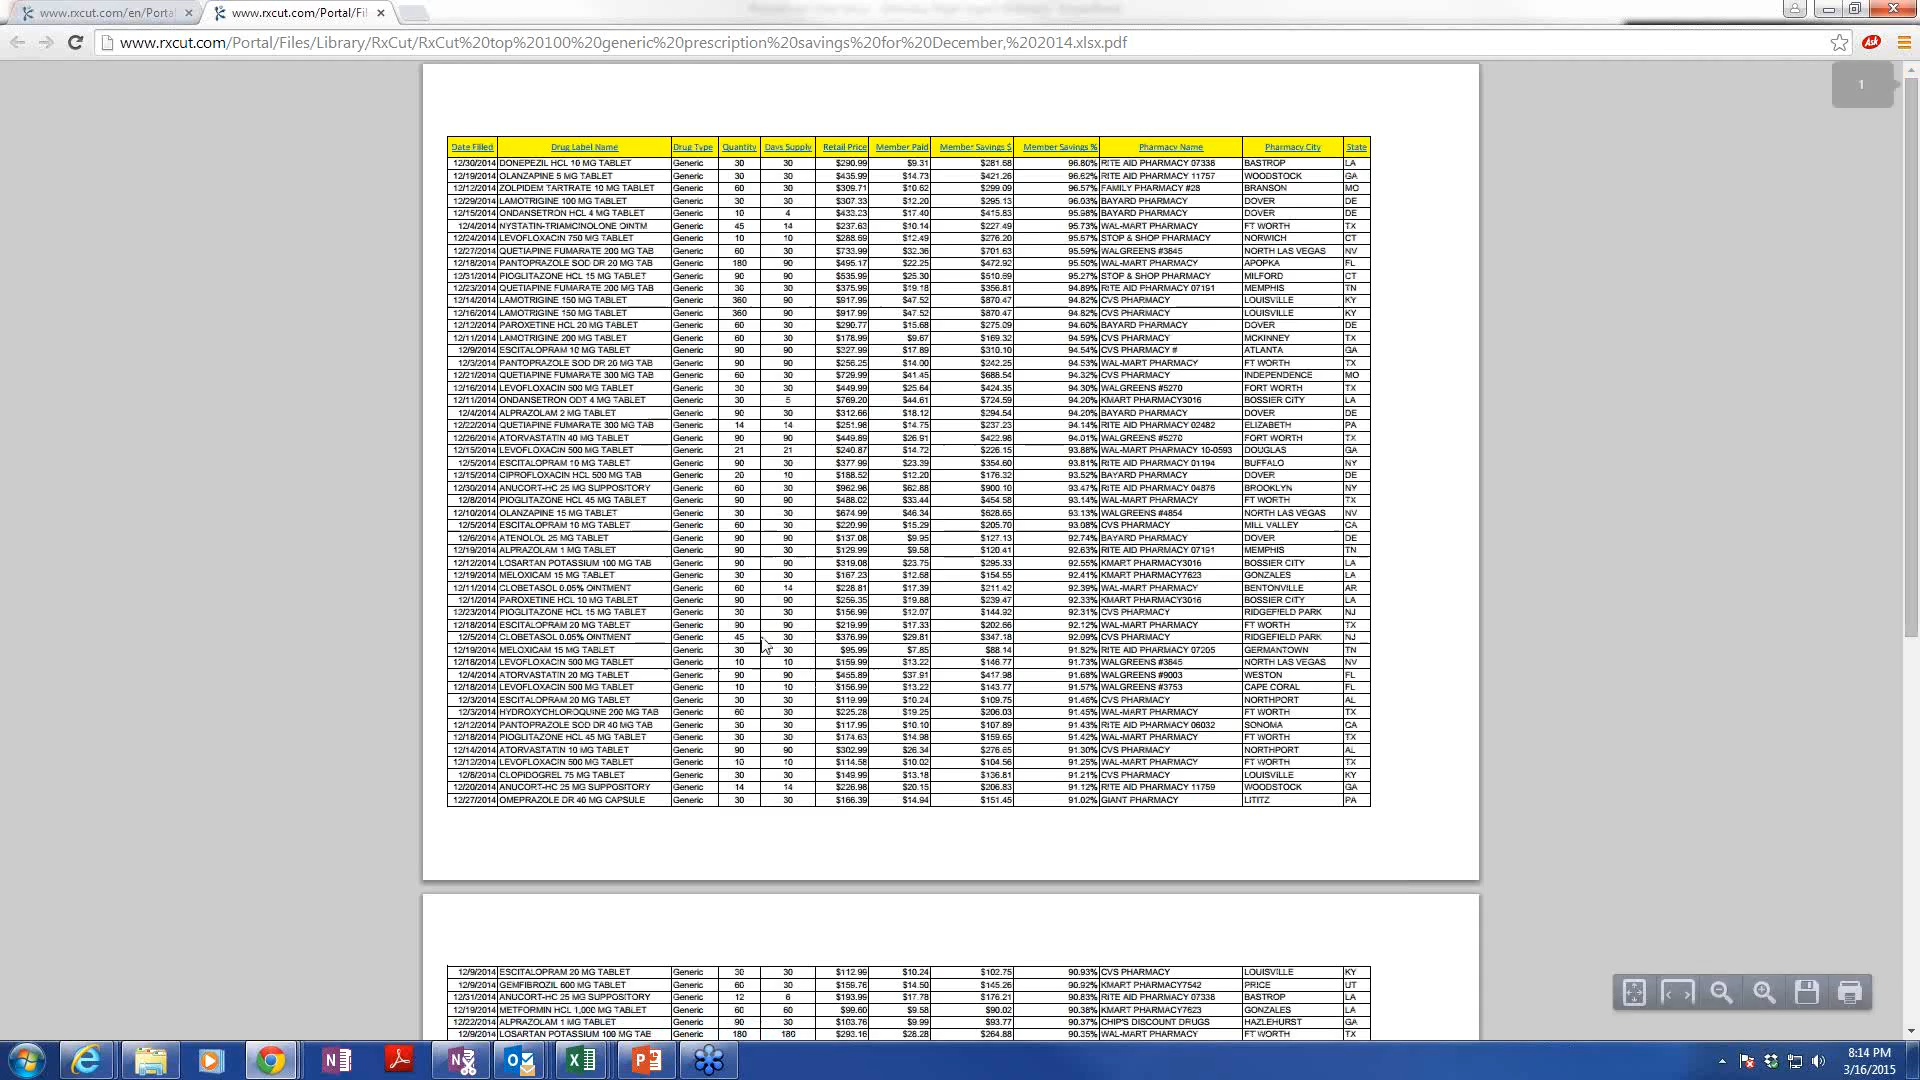 www.rxcut.com/en/Porta
www.rxcut.com/Portal/Fil
www.rxcut.com/Portal/Files/Library/RxCut/RxCut%20top%20100%20generic%20prescription%20savings%20for%20December,%202014.xlsx.pdf
Ask
1
Date Filled Drug Label Name Drug Type Quantity Days Supply Retail Price Member Paid Member Savings $ Member Savings % Pharmacy Name Pharmacy City State
12/30/2014 DONEPEZIL HCL 10 MG TABLET Generic 30 30 $290.99 $9.31 $281.68 96.80% RITE AID PHARMACY 07338 BASTROP LA
12/19/2014 OLANZAPINE 5 MG TABLET Generic 30 30 $435.99 $14.73 $421.26 96.62% RITE AID PHARMACY 11757 WOODSTOCK GA
12/12/2014 ZOLPIDEM TARTRATE 10 MG TABLET Generic 60 30 $309.71 $10.62 $299.09 96.57% FAMILY PHARMACY #28 BRANSON MO
12/29/2014 LAMOTRIGINE 100 MG TABLET Generic 30 30 $307.33 $12.20 $295.13 96.03% BAYARD PHARMACY DOVER DE
12/15/2014 ONDANSETRON HCL 4 MG TABLET Generic 10 4 $433.23 $17.40 $415.83 95.98% BAYARD PHARMACY DOVER DE
12/4/2014 NYSTATIN-TRIAMCINOLONE OINTM Generic 45 14 $237.63 $10.14 $227.49 95.73% WAL-MART PHARMACY FT WORTH TX
12/24/2014 LEVOFLOXACIN 750 MG TABLET Generic 10 10 $288.69 $12.49 $276.20 95.67% STOP & SHOP PHARMACY NORWICH CT
12/27/2014 QUETIAPINE FUMARATE 200 MG TAB Generic 60 30 $733.99 $32.36 $701.63 95.59% WALGREENS #3845 NORTH LAS VEGAS NV
12/18/2014 PANTOPRAZOLE SOD DR 20 MG TAB Generic 180 90 $495.17 $22.25 $472.92 95.50% WAL-MART PHARMACY APOPKA FL
12/31/2014 PIOGLITAZONE HCL 15 MG TABLET Generic 90 90 $535.99 $25.30 $510.69 95.27% STOP & SHOP PHARMACY MILFORD CT
12/23/2014 QUETIAPINE FUMARATE 200 MG TAB Generic 30 30 $375.99 $19.18 $356.81 94.89% RITE AID PHARMACY 07191 MEMPHIS TN
12/14/2014 LAMOTRIGINE 150 MG TABLET Generic 360 90 $917.99 $47.52 $870.47 94.82% CVS PHARMACY LOUISVILLE KY
12/16/2014 LAMOTRIGINE 150 MG TABLET Generic 360 90 $917.99 $47.52 $870.47 94.82% CVS PHARMACY LOUISVILLE KY
12/12/2014 PAROXETINE HCL 20 MG TABLET Generic 60 30 $290.77 $15.68 $275.09 94.60% BAYARD PHARMACY DOVER DE
12/11/2014 LAMOTRIGINE 200 MG TABLET Generic 60 30 $178.99 $9.67 $169.32 94.59% CVS PHARMACY MCKINNEY TX
12/9/2014 ESCITALOPRAM 10 MG TABLET Generic 90 90 $327.99 $17.89 $310.10 94.54% CVS PHARMACY # ATLANTA GA
12/3/2014 PANTOPRAZOLE SOD DR 20 MG TAB Generic 90 90 $256.25 $14.00 $242.25 94.53% WAL-MART PHARMACY FT WORTH TX
12/21/2014 QUETIAPINE FUMARATE 300 MG TAB Generic 60 30 $729.99 $41.45 $688.54 94.32% CVS PHARMACY INDEPENDENCE MO
12/16/2014 LEVOFLOXACIN 500 MG TABLET Generic 30 30 $449.99 $25.64 $424.35 94.30% WALGREENS #5270 FORT WORTH TX
12/11/2014 ONDANSETRON ODT 4 MG TABLET Generic 30 5 $769.20 $44.61 $724.59 94.20% KMART PHARMACY3016 BOSSIER CITY LA
12/4/2014 ALPRAZOLAM 2 MG TABLET Generic 90 30 $312.66 $18.12 $294.54 94.20% BAYARD PHARMACY DOVER DE
12/22/2014 QUETIAPINE FUMARATE 300 MG TAB Generic 14 14 $251.98 $14.75 $237.23 94.14% RITE AID PHARMACY 02482 ELIZABETH PA
12/26/2014 ATORVASTATIN 40 MG TABLET Generic 90 90 $449.89 $26.91 $422.98 94.01% WALGREENS #5270 FORT WORTH TX
12/15/2014 LEVOFLOXACIN 500 MG TABLET Generic 21 21 $240.87 $14.72 $226.15 93.88% WAL-MART PHARMACY 10-0593 DOUGLAS GA
12/5/2014 ESCITALOPRAM 10 MG TABLET Generic 90 30 $377.99 $23.39 $354.60 93.81% RITE AID PHARMACY 01194 BUFFALO NY
12/15/2014 CIPROFLOXACIN HCL 500 MG TAB Generic 20 10 $188.52 $12.20 $176.32 93.52% BAYARD PHARMACY DOVER DE
12/30/2014 ANUCORT-HC 25 MG SUPPOSITORY Generic 60 30 $962.98 $62.88 $900.10 93.47% RITE AID PHARMACY 04876 BROOKLYN NY
12/8/2014 PIOGLITAZONE HCL 45 MG TABLET Generic 90 90 $488.02 $33.44 $454.58 93.14% WAL-MART PHARMACY FT WORTH TX
12/10/2014 OLANZAPINE 15 MG TABLET Generic 30 30 $674.99 $46.34 $628.65 93.13% WALGREENS #4854 NORTH LAS VEGAS NV
12/5/2014 ESCITALOPRAM 10 MG TABLET Generic 60 30 $220.99 $15.29 $205.70 93.08% CVS PHARMACY MILL VALLEY CA
12/6/2014 ATENOLOL 25 MG TABLET Generic 90 90 $137.08 $9.95 $127.13 92.74% BAYARD PHARMACY DOVER DE
12/19/2014 ALPRAZOLAM 1 MG TABLET Generic 90 30 $129.99 $9.58 $120.41 92.63% RITE AID PHARMACY 07191 MEMPHIS TN
12/12/2014 LOSARTAN POTASSIUM 100 MG TAB Generic 90 90 $319.08 $23.75 $295.33 92.55% KMART PHARMACY3016 BOSSIER CITY LA
12/19/2014 MELOXICAM 15 MG TABLET Generic 30 30 $167.23 $12.68 $154.55 92.41% KMART PHARMACY7623 GONZALES LA
12/11/2014 CLOBETASOL 0.05% OINTMENT Generic 60 14 $228.81 $17.39 $211.42 92.39% WAL-MART PHARMACY BENTONVILLE AR
12/1/2014 PAROXETINE HCL 10 MG TABLET Generic 90 90 $259.35 $19.88 $239.47 92.33% KMART PHARMACY3016 BOSSIER CITY LA
12/23/2014 PIOGLITAZONE HCL 15 MG TABLET Generic 30 30 $156.99 $12.07 $144.92 92.31% CVS PHARMACY RIDGEFIELD PARK NJ
12/18/2014 ESCITALOPRAM 20 MG TABLET Generic 90 90 $219.99 $17.33 $202.66 92.12% WAL-MART PHARMACY FT WORTH TX
12/5/2014 CLOBETASOL 0.05% OINTMENT Generic 45 30 $376.99 $29.81 $347.18 92.09% CVS PHARMACY RIDGEFIELD PARK NJ
12/19/2014 MELOXICAM 15 MG TABLET Generic 30 30 $95.99 $7.85 $88.14 91.82% RITE AID PHARMACY 07205 GERMANTOWN TN
12/18/2014 LEVOFLOXACIN 500 MG TABLET Generic 10 10 $159.99 $13.22 $146.77 91.73% WALGREENS #3845 NORTH LAS VEGAS NV
12/4/2014 ATORVASTATIN 20 MG TABLET Generic 90 90 $455.89 $37.91 $417.98 91.68% WALGREENS #9003 WESTON FL
12/18/2014 LEVOFLOXACIN 500 MG TABLET Generic 10 10 $156.99 $13.22 $143.77 91.57% WALGREENS #3753 CAPE CORAL FL
12/3/2014 ESCITALOPRAM 20 MG TABLET Generic 30 30 $119.99 $10.24 $109.75 91.46% CVS PHARMACY NORTHPORT AL
12/3/2014 HYDROXYCHLOROQUINE 200 MG TAB Generic 60 30 $225.28 $19.25 $206.03 91.45% WAL-MART PHARMACY FT WORTH TX
12/12/2014 PANTOPRAZOLE SOD DR 40 MG TAB Generic 30 30 $117.99 $10.10 $107.89 91.43% RITE AID PHARMACY 06032 SONOMA CA
12/18/2014 PIOGLITAZONE HCL 45 MG TABLET Generic 30 30 $174.63 $14.98 $159.65 91.42% WAL-MART PHARMACY FT WORTH TX
12/14/2014 ATORVASTATIN 10 MG TABLET Generic 90 90 $302.99 $26.34 $276.65 91.30% CVS PHARMACY NORTHPORT AL
12/12/2014 LEVOFLOXACIN 500 MG TABLET Generic 10 10 $114.58 $10.02 $104.56 91.25% WAL-MART PHARMACY FT WORTH TX
12/8/2014 CLOPIDOGREL 75 MG TABLET Generic 30 30 $149.99 $13.18 $136.81 91.21% CVS PHARMACY LOUISVILLE KY
12/20/2014 ANUCORT-HC 25 MG SUPPOSITORY Generic 14 14 $226.98 $20.15 $206.83 91.12% RITE AID PHARMACY 11759 WOODSTOCK GA
12/27/2014 OMEPRAZOLE DR 40 MG CAPSULE Generic 30 30 $166.39 $14.94 $151.45 91.02% GIANT PHARMACY LITITZ PA
12/9/2014 ESCITALOPRAM 20 MG TABLET Generic 30 30 $112.99 $10.24 $102.75 90.93% CVS PHARMACY LOUISVILLE KY
12/9/2014 GEMFIBROZIL 600 MG TABLET Generic 60 30 $159.76 $14.50 $145.26 90.92% KMART PHARMACY7542 PRICE UT
12/31/2014 ANUCORT-HC 25 MG SUPPOSITORY Generic 12 6 $193.99 $17.78 $176.21 90.83% RITE AID PHARMACY 07338 BASTROP LA
12/19/2014 METFORMIN HCL 1,000 MG TABLET Generic 60 60 $99.60 $9.58 $90.02 90.38% KMART PHARMACY7623 GONZALES LA
12/22/2014 ALPRAZOLAM 1 MG TABLET Generic 90 30 $103.76 $9.99 $93.77 90.37% CHIP'S DISCOUNT DRUGS HAZLEHURST GA
12/9/2014 LOSARTAN POTASSIUM 100 MG TAB Generic 180 180 $293.16 $28.28 $264.88 90.35% WAL-MART PHARMACY FT WORTH TX
8:14 PM
3/16/2015